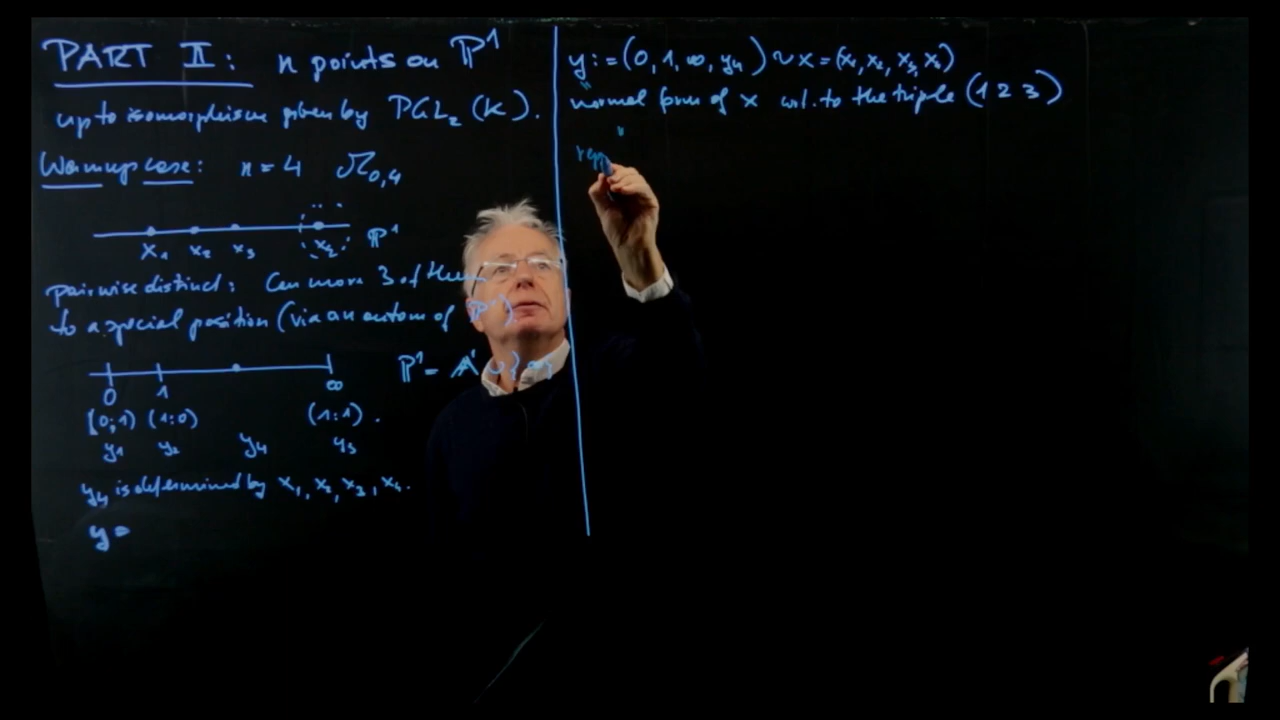 PART II: n points on ℙ¹
up to isomorphism given by PGL₂(K).
Warmup case: n = 4 𝔐₀,₄
x₁ x₂ x₃ x₂ ℙ¹
pairwise distinct: Can move 3 of them
to a special position (via an autom of ℙ¹)
0 1 ∞ ℙ¹ = 𝔸¹ ∪ {∞}
[0:1) (1:0) (1:1).
y₁ y₂ y₄ y₃
y₄ is determined by x₁, x₂, x₃, x₄.
y =
y := (0, 1, ∞, y₄) ~ x = (x₁, x₂, x₃, x₄)
normal form of x w.r. to the triple (1 2 3)
rep